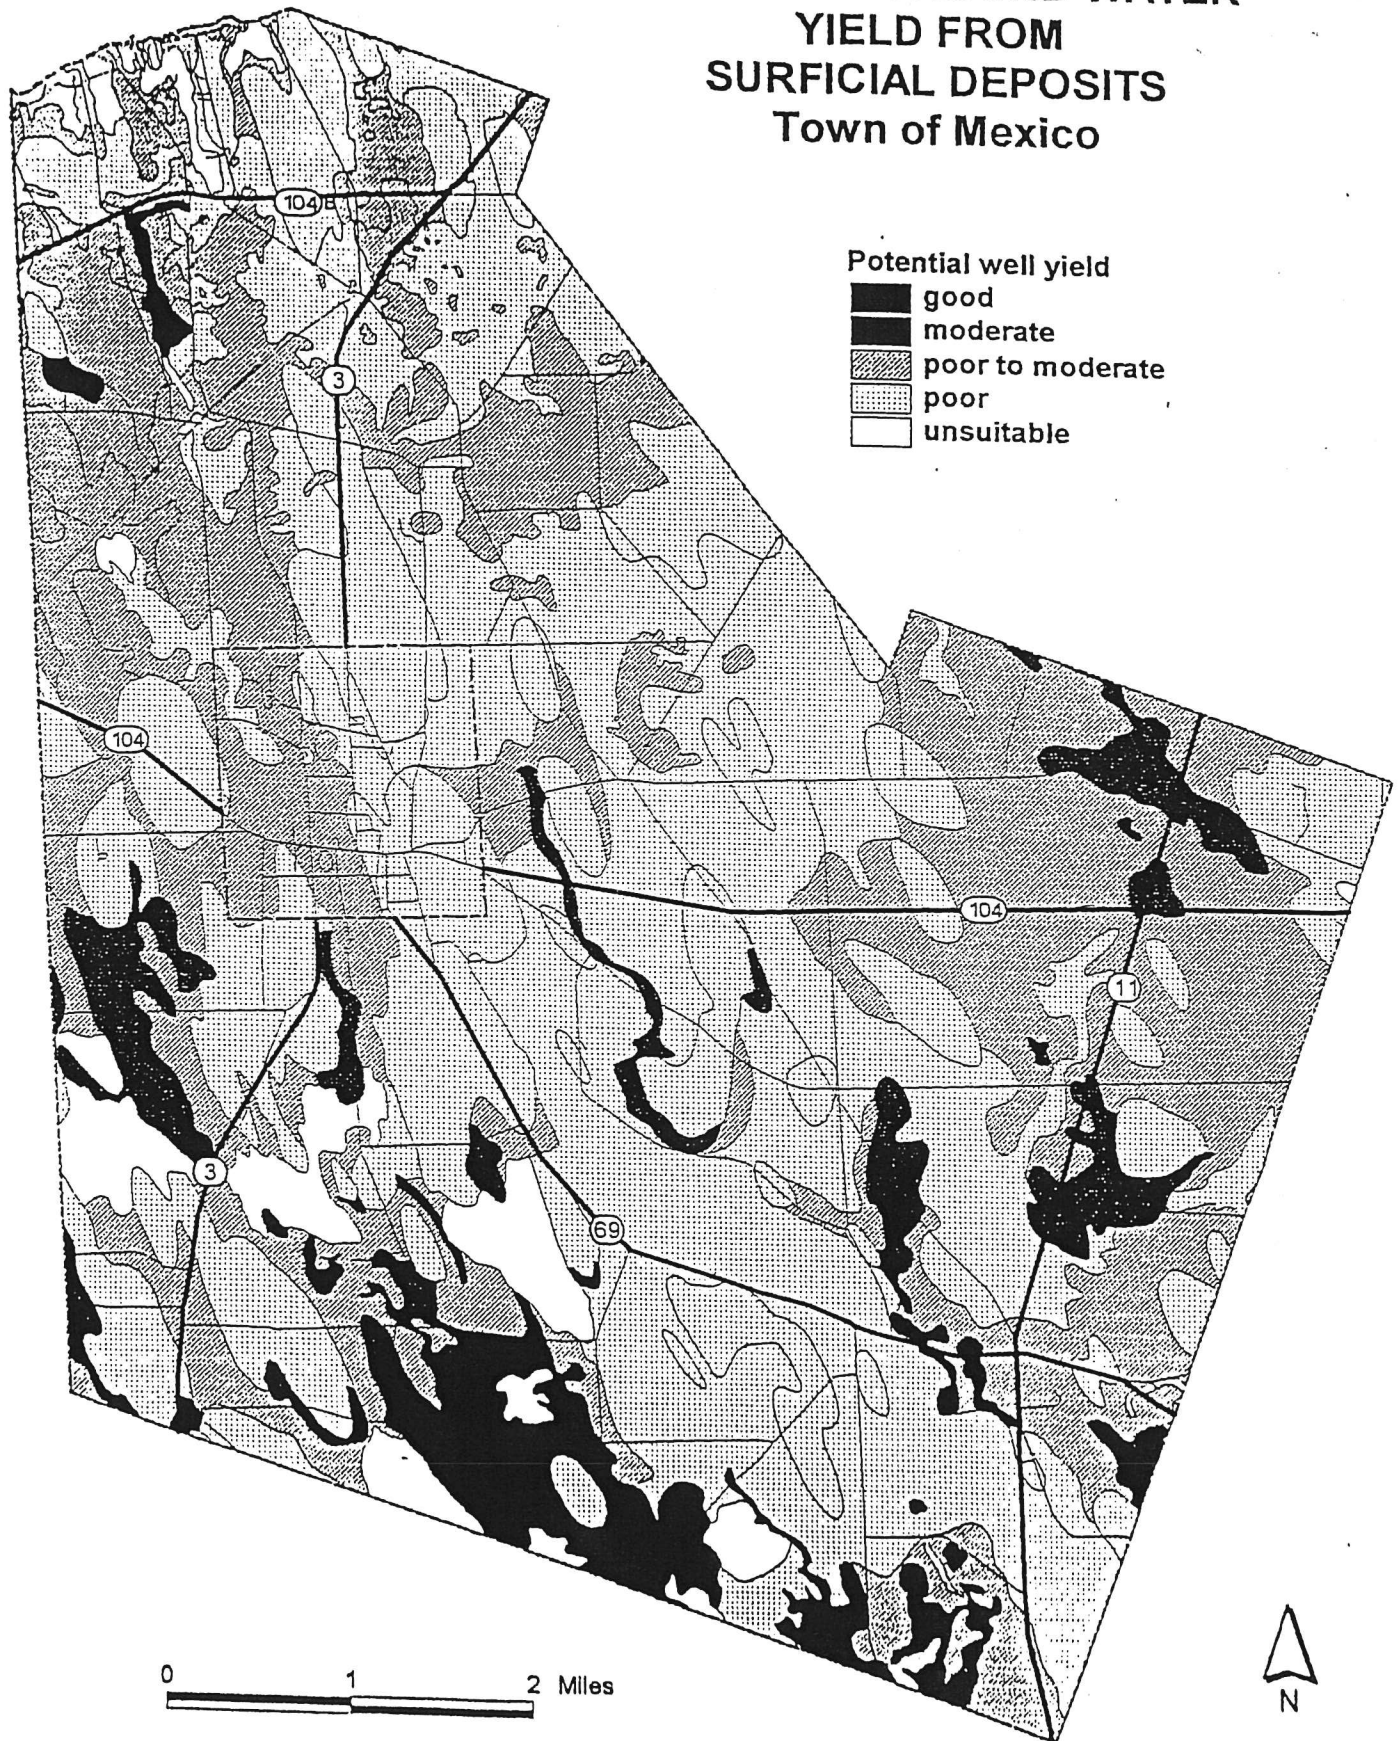 YIELD FROM
SURFICIAL DEPOSITS
Town of Mexico
Potential well yield
good
moderate
poor to moderate
poor
unsuitable
104
3
104
104
11
3
69
0 1 2 Miles
N